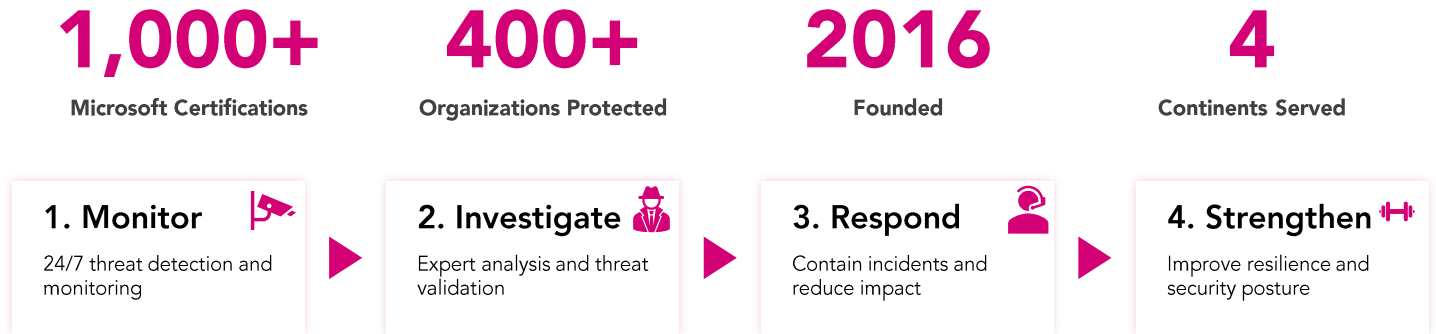 1,000+
400+
2016
4
Microsoft Certifications
Organizations Protected
Founded
Continents Served
1. Monitor
24/7 threat detection and
monitoring
2. Investigate
Expert analysis and threat
validation
3. Respond
Contain incidents and
reduce impact
4. Strengthen
Improve resilience and
security posture